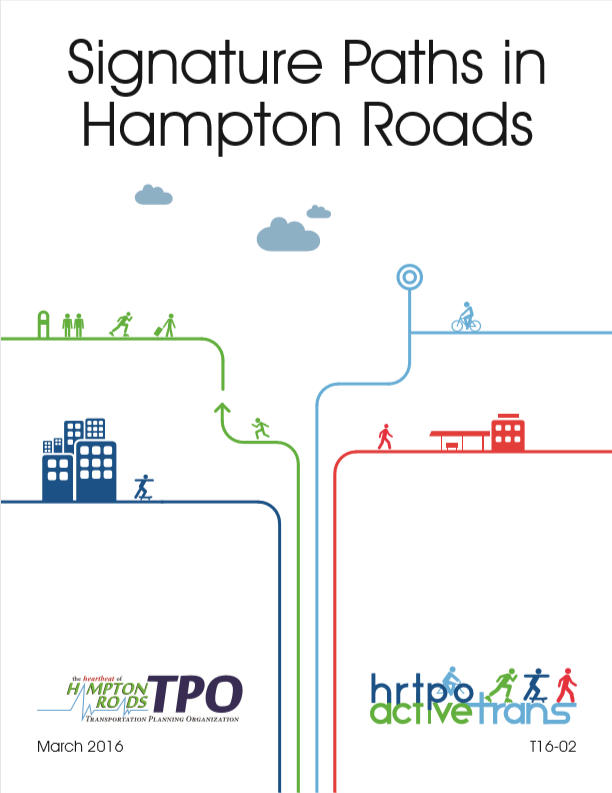 Signature Paths in
Hampton Roads
the heartbeat of
HAMPTON
ROADS
TPO
TRANSPORTATION PLANNING ORGANIZATION
hrtpo
activetrans
March 2016
T16-02